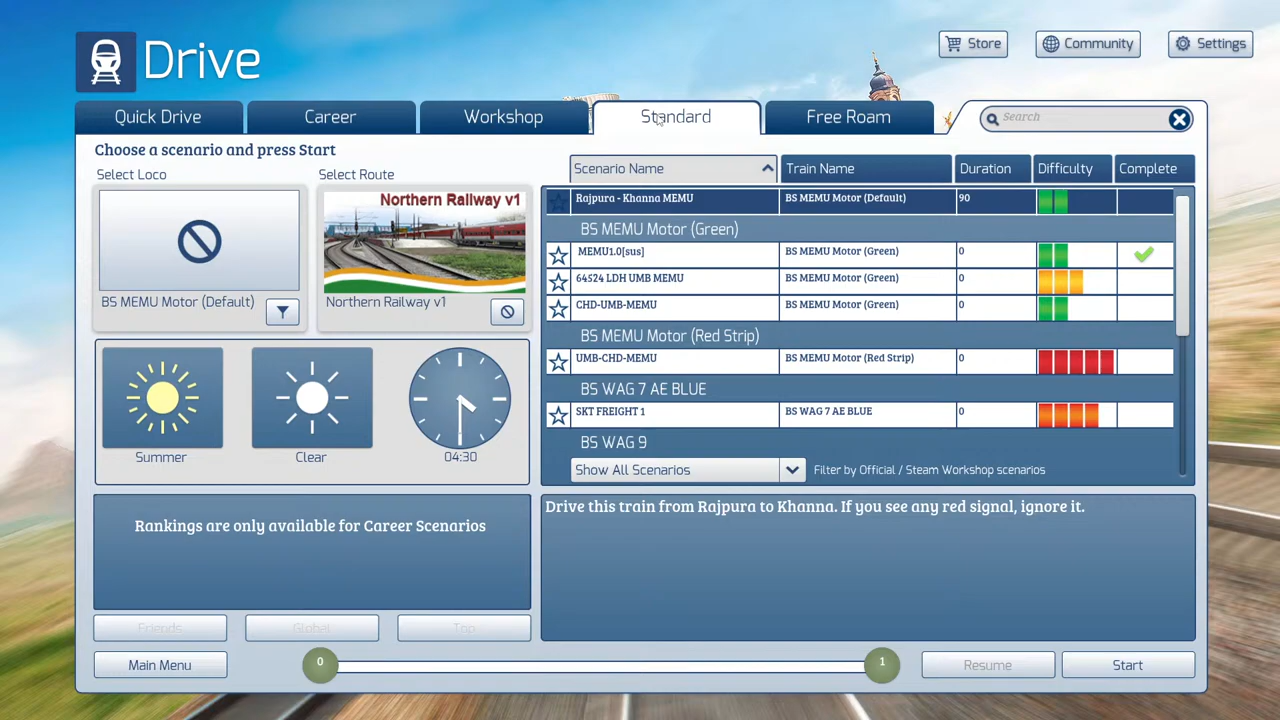 Drive
Store
Community
Settings
Quick Drive
Career
Workshop
Standard
Free Roam
Search
Choose a scenario and press Start
Select Loco
Select Route
BS MEMU Motor (Default)
Northern Railway v1
Northern Railway v1
Summer
Clear
04:30
Scenario Name
Train Name
Duration
Difficulty
Complete
Rajpura - Khanna MEMU
BS MEMU Motor (Default)
90
BS MEMU Motor (Green)
MEMU1.0[sus]
BS MEMU Motor (Green)
0
64524 LDH UMB MEMU
BS MEMU Motor (Green)
0
CHD-UMB-MEMU
BS MEMU Motor (Green)
0
BS MEMU Motor (Red Strip)
UMB-CHD-MEMU
BS MEMU Motor (Red Strip)
0
BS WAG 7 AE BLUE
SKT FREIGHT 1
BS WAG 7 AE BLUE
0
BS WAG 9
Show All Scenarios
Filter by Official / Steam Workshop scenarios
Rankings are only available for Career Scenarios
Drive this train from Rajpura to Khanna. If you see any red signal, ignore it.
Friends
Global
Top
Main Menu
0
1
Resume
Start